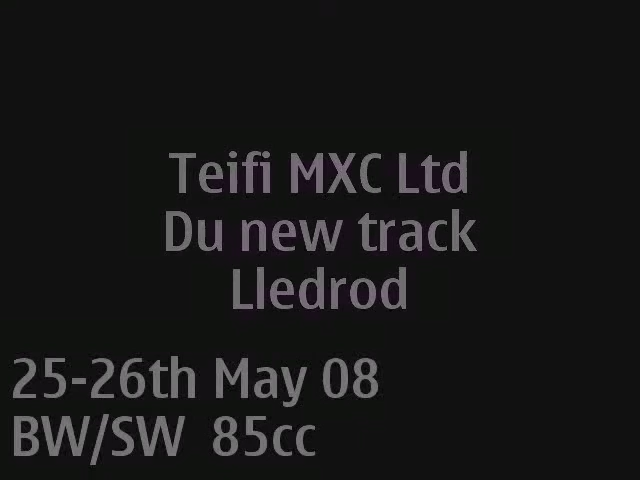 Teifi MXC Ltd
Du new track
Lledrod
25-26th May 08
BW/SW 85cc